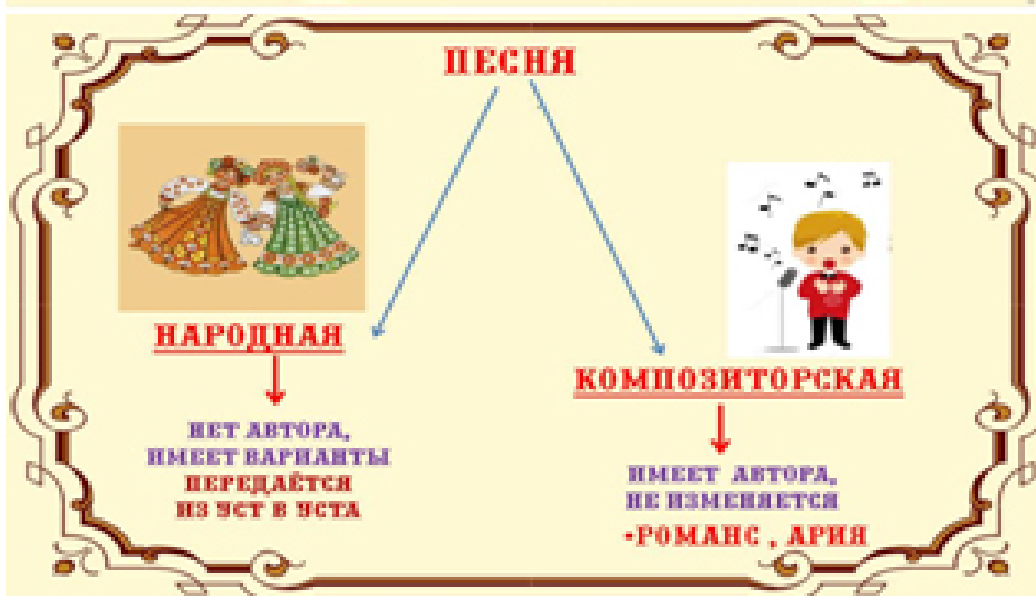 ПЕСНЯ
НАРОДНАЯ
НЕТ АВТОРА,
ИМЕЕТ ВАРИАНТЫ
ПЕРЕДАЁТСЯ
ИЗ УСТ В УСТА
КОМПОЗИТОРСКАЯ
ИМЕЕТ АВТОРА,
НЕ ИЗМЕНЯЕТСЯ
•РОМАНС , АРИЯ